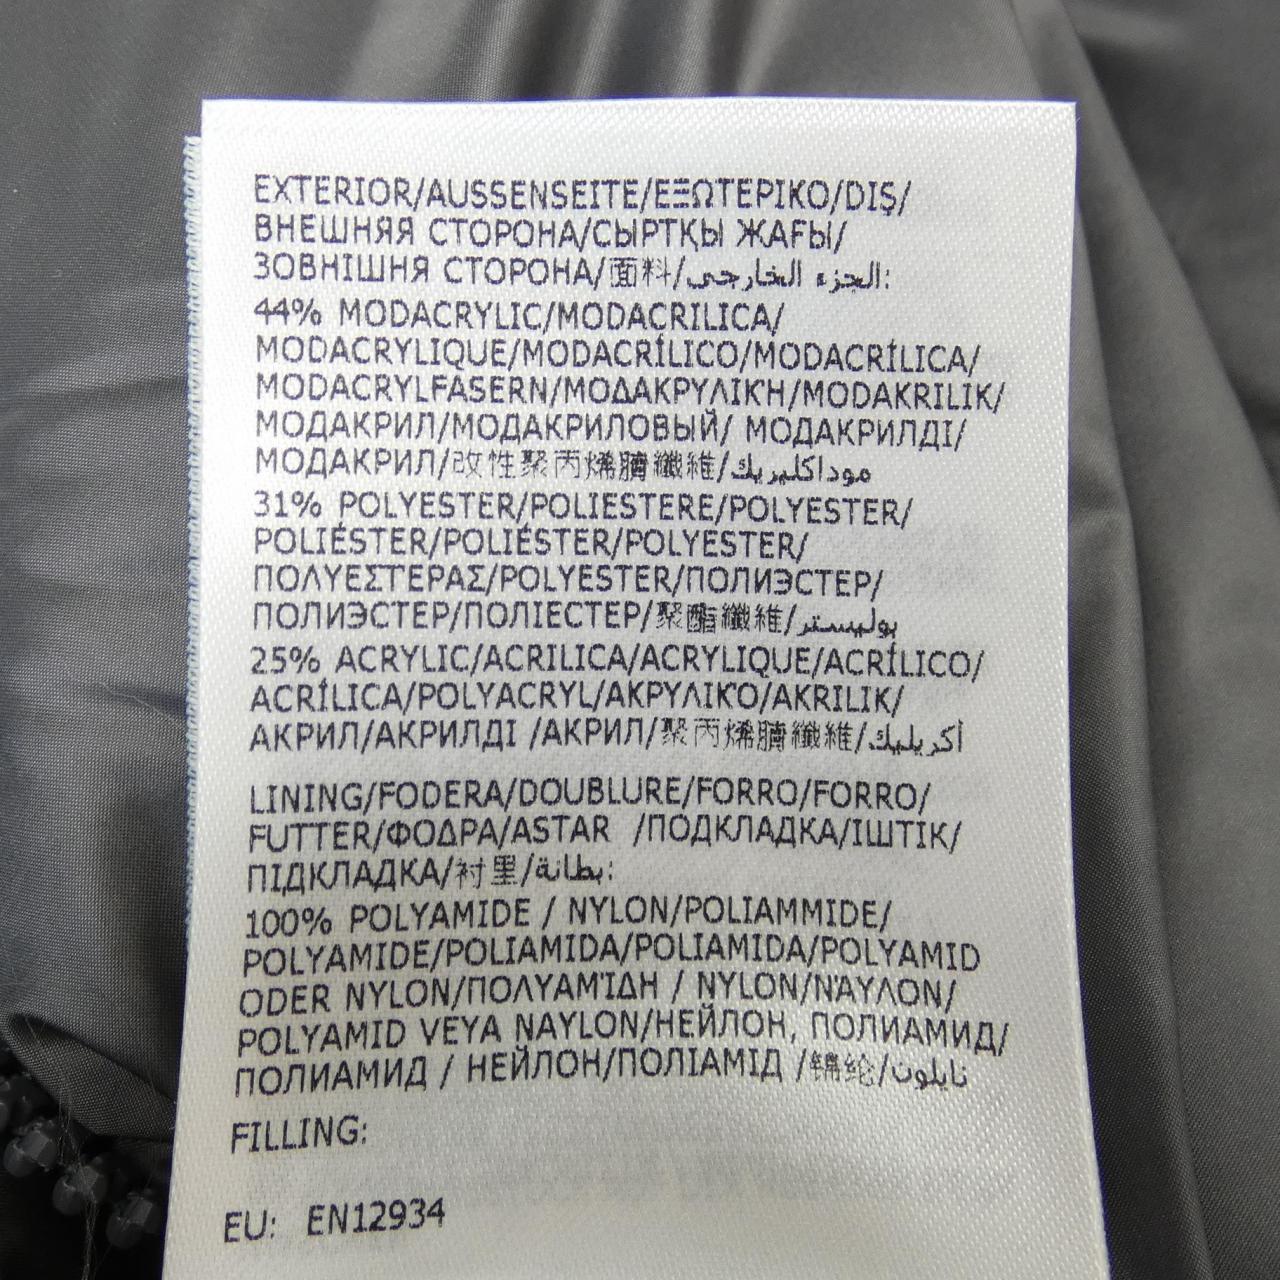 EXTERIOR/AUSSENSEITE/ΕΞΩΤΕΡΙΚΟ/DIŞ/
ВНЕШНЯЯ СТОРОНА/СЫРТҚЫ ЖАҒЫ/
ЗОВНІШНЯ СТОРОНА/面料/الجزء الخارجي:
44% MODACRYLIC/MODACRILICA/
MODACRYLIQUE/MODACRÍLICO/MODACRÍLICA/
MODACRYLFASERN/ΜΟΔΑΚΡΥΛΙΚΉ/MODAKRILIK/
МОДАКРИЛ/МОДАКРИЛОВЫЙ/ МОДАКРИЛДІ/
МОДАКРИЛ/改性聚丙烯腈纖維/موداكليريك
31% POLYESTER/POLIESTERE/POLYESTER/
POLIÉSTER/POLIÉSTER/POLYESTER/
ΠΟΛΥΕΣΤΕΡΑΣ/POLYESTER/ПОЛИЭСТЕР/
ПОЛИЭСТЕР/ПОЛІЕСТЕР/聚酯纖維/بوليستر
25% ACRYLIC/ACRILICA/ACRYLIQUE/ACRÍLICO/
ACRÍLICA/POLYACRYL/ΑΚΡΥΛΙΚΌ/AKRILIK/
АКРИЛ/АКРИЛДІ /АКРИЛ/聚丙烯腈纖維/أكريليك
LINING/FODERA/DOUBLURE/FORRO/FORRO/
FUTTER/ΦΟΔΡΑ/ASTAR /ПОДКЛАДКА/ІШТІК/
ПІДКЛАДКА/衬里/بطانة:
100% POLYAMIDE / NYLON/POLIAMMIDE/
POLYAMIDE/POLIAMIDA/POLIAMIDA/POLYAMID
ODER NYLON/ΠΟΛΥΑΜΊΔΗ / NYLON/ΝΆΥΛΟΝ/
POLYAMID VEYA NAYLON/НЕЙЛОН, ПОЛИАМИД/
ПОЛИАМИД / НЕЙЛОН/ПОЛІАМІД /锦纶/نايلون
FILLING:
EU: EN12934